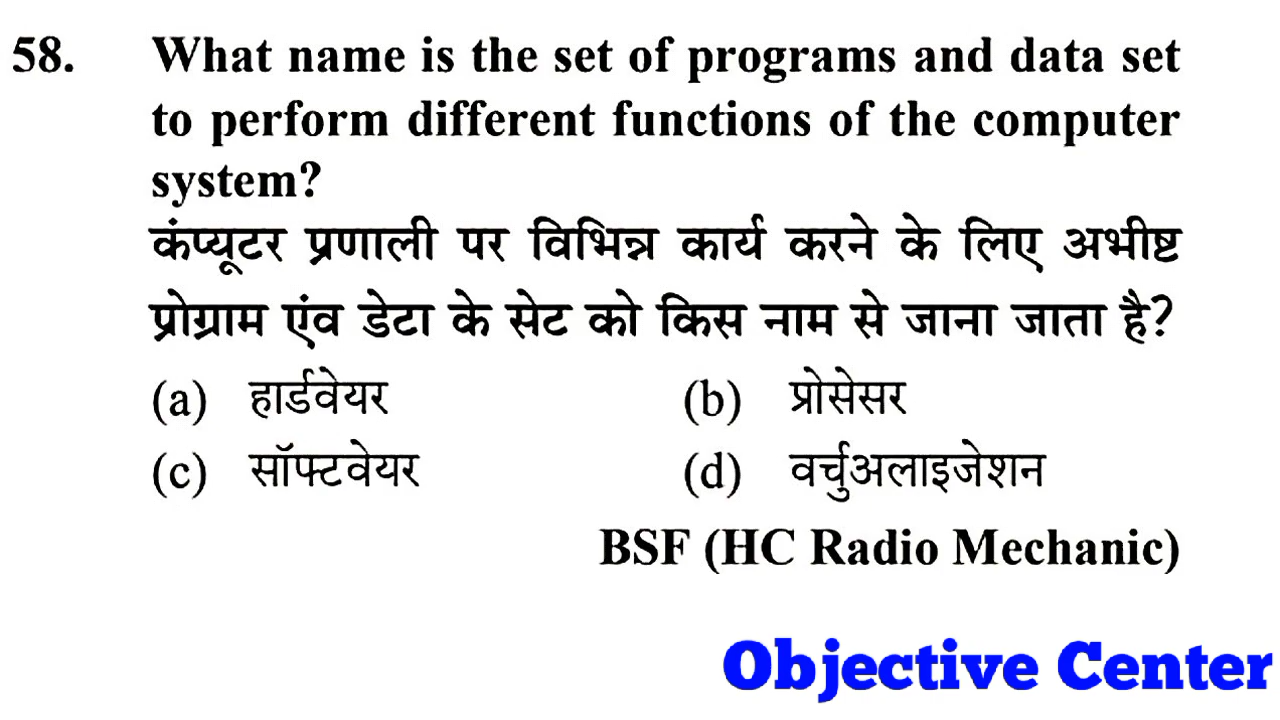 58. What name is the set of programs and data set
to perform different functions of the computer
system?
कंप्यूटर प्रणाली पर विभिन्न कार्य करने के लिए अभीष्ट
प्रोग्राम एंव डेटा के सेट को किस नाम से जाना जाता है?
(a) हार्डवेयर (b) प्रोसेसर
(c) सॉफ्टवेयर (d) वर्चुअलाइजेशन
BSF (HC Radio Mechanic)
Objective Center